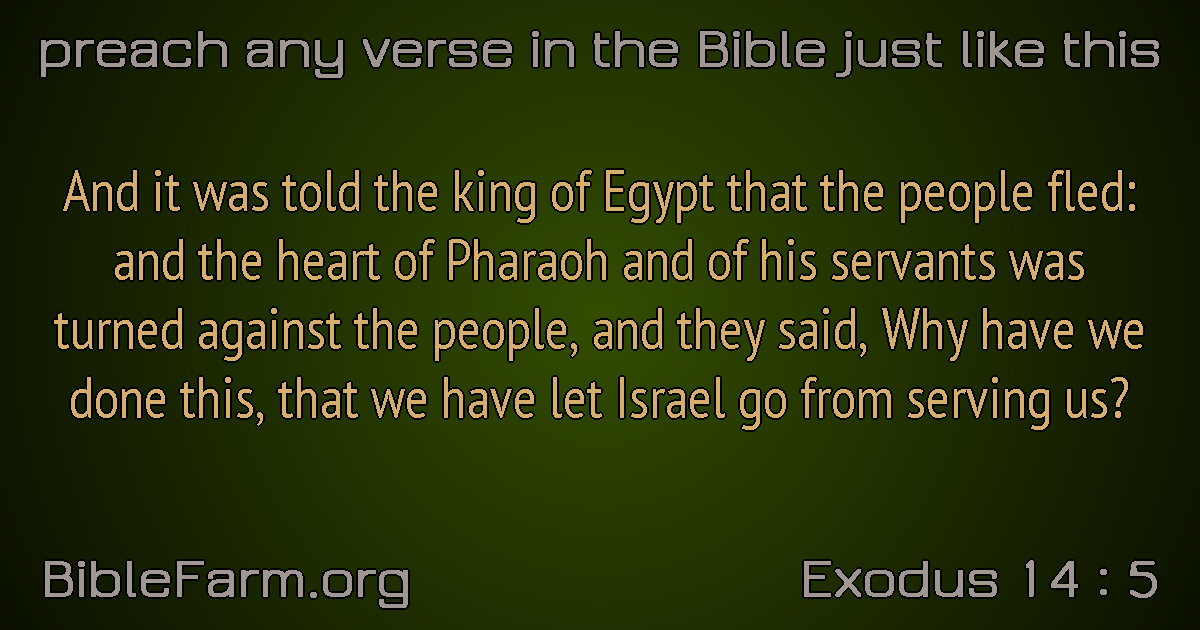 preach any verse in the Bible just like this
And it was told the king of Egypt that the people fled:
and the heart of Pharaoh and of his servants was
turned against the people, and they said, Why have we
done this, that we have let Israel go from serving us?
BibleFarm.org
Exodus 14 : 5